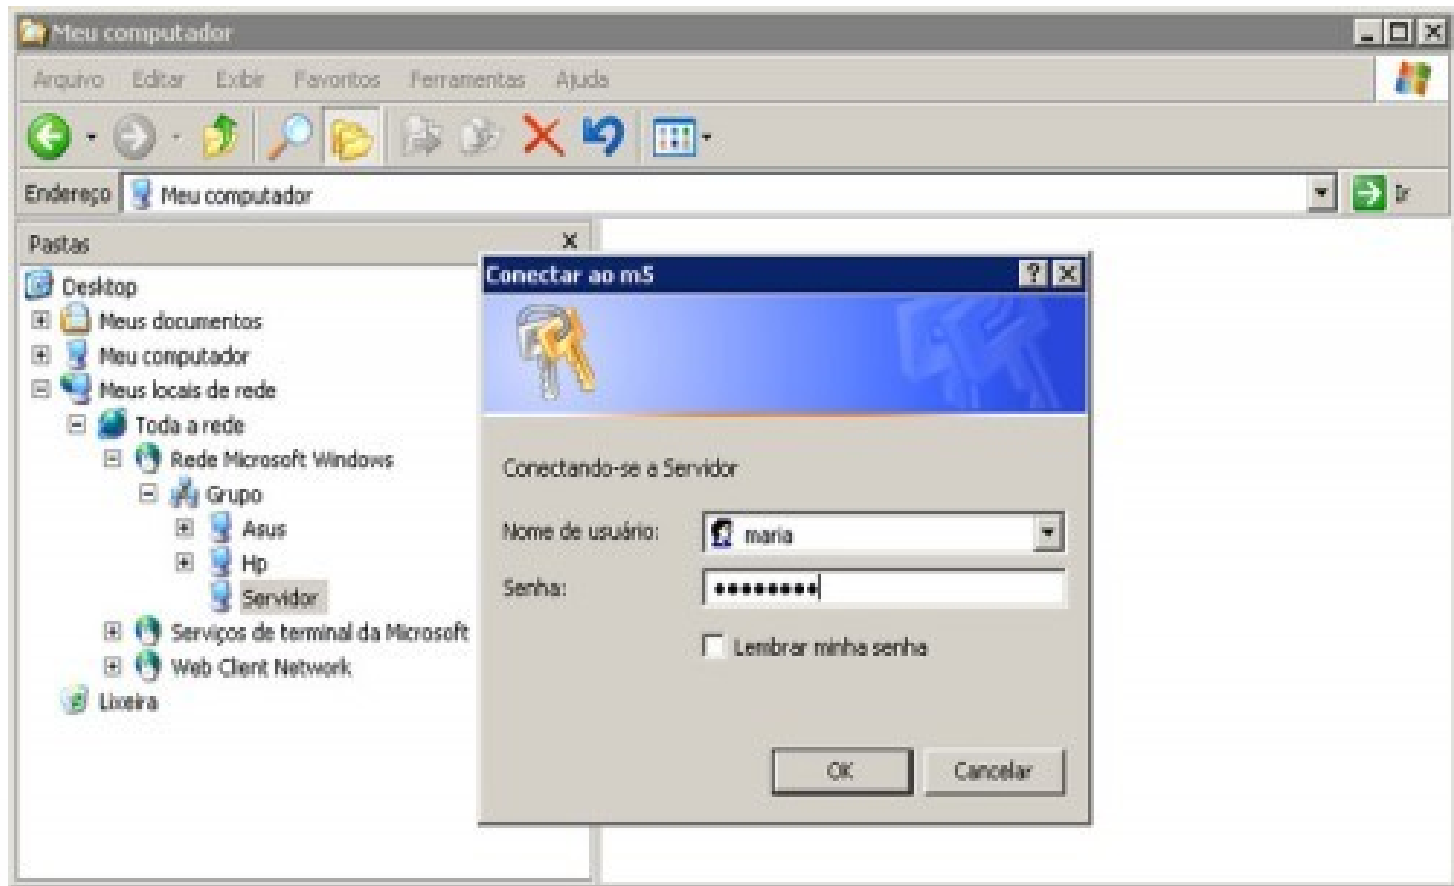 Meu computador
Arquivo Editar Exibir Favoritos Ferramentas Ajuda
Endereço Meu computador Ir
Pastas
Desktop
Meus documentos
Meu computador
Meus locais de rede
Toda a rede
Rede Microsoft Windows
Grupo
Asus
Hp
Servidor
Serviços de terminal da Microsoft
Web Client Network
Lixeira
Conectar ao m5
Conectando-se a Servidor
Nome de usuário: maria
Senha: ••••••••
Lembrar minha senha
OK Cancelar